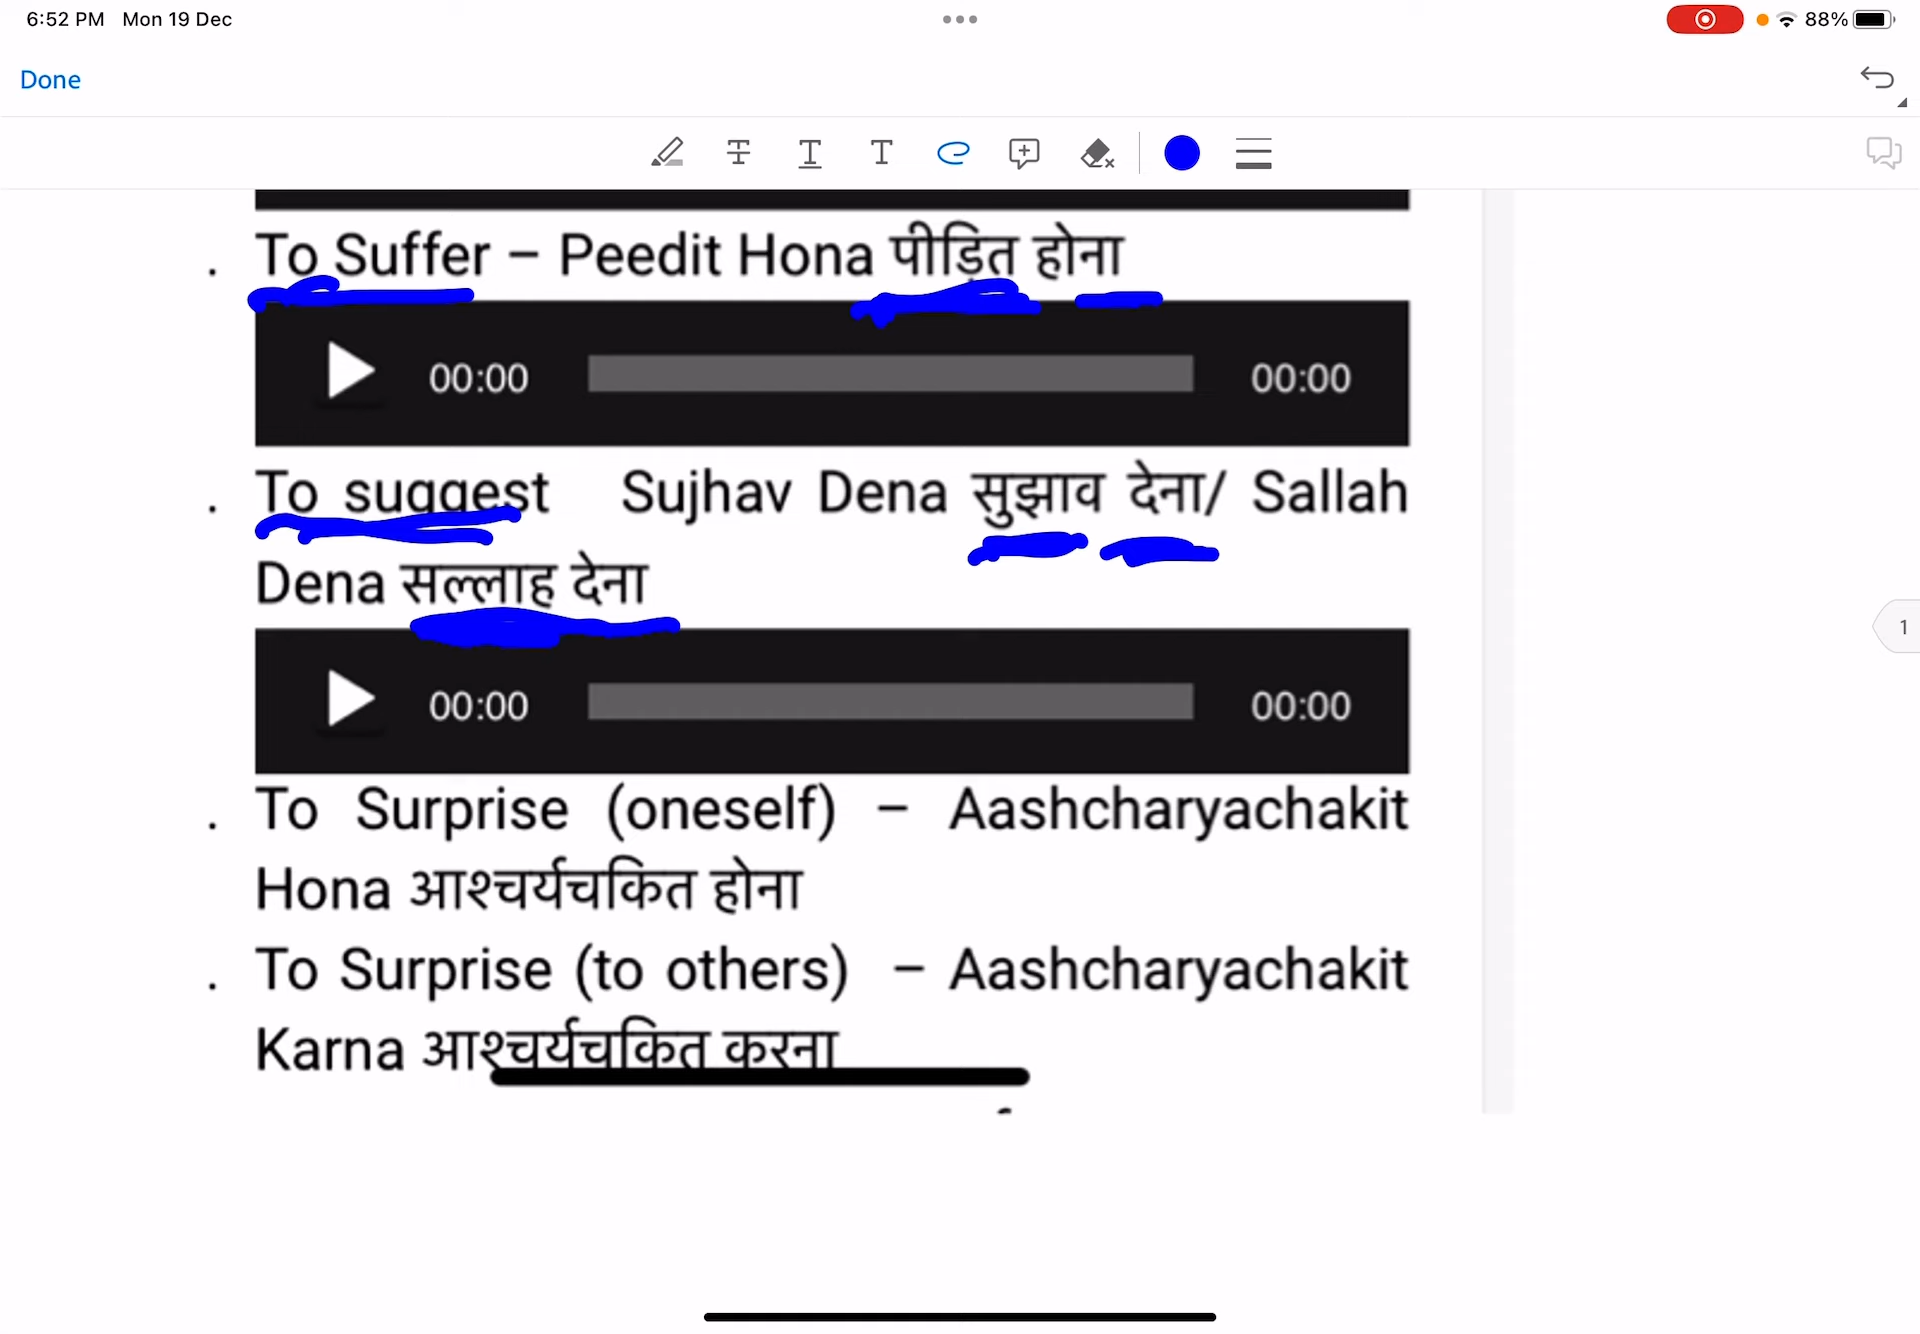 6:52 PM Mon 19 Dec
88%
Done
. To Suffer – Peedit Hona पीड़ित होना
00:00 00:00
. To suggest Sujhav Dena सुझाव देना/ Sallah
Dena सल्लाह देना
1
00:00 00:00
. To Surprise (oneself) – Aashcharyachakit
Hona आश्चर्यचकित होना
. To Surprise (to others) – Aashcharyachakit
Karna आश्चर्यचकित करना